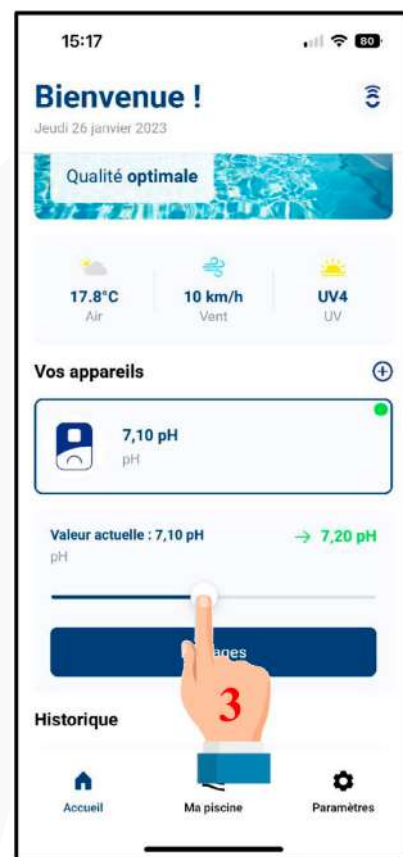 15:17
80
Bienvenue !
Jeudi 26 janvier 2023
Qualité optimale
17.8°C
10 km/h
UV4
Air
Vent
UV
Vos appareils
7,10 pH
pH
Valeur actuelle : 7,10 pH
→ 7,20 pH
pH
3
Historique
Accueil
Ma piscine
Paramètres